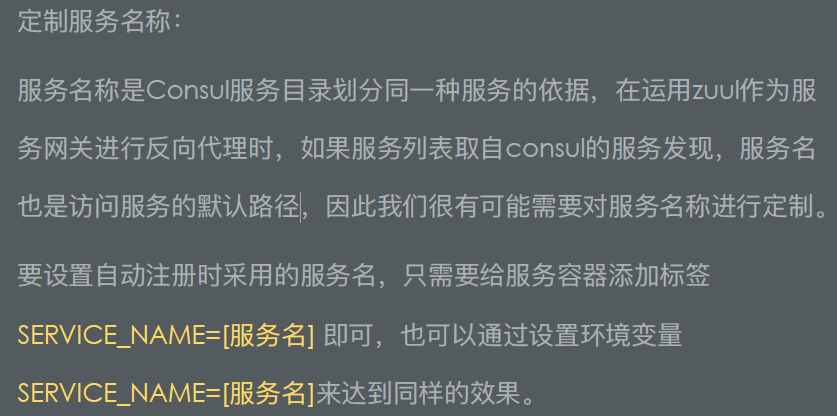 定制服务名称：
服务名称是Consul服务目录划分同一种服务的依据，在运用zuul作为服
务网关进行反向代理时，如果服务列表取自consul的服务发现，服务名
也是访问服务的默认路径，因此我们很有可能需要对服务名称进行定制。
要设置自动注册时采用的服务名，只需要给服务容器添加标签
SERVICE_NAME=[服务名] 即可，也可以通过设置环境变量
SERVICE_NAME=[服务名]来达到同样的效果。